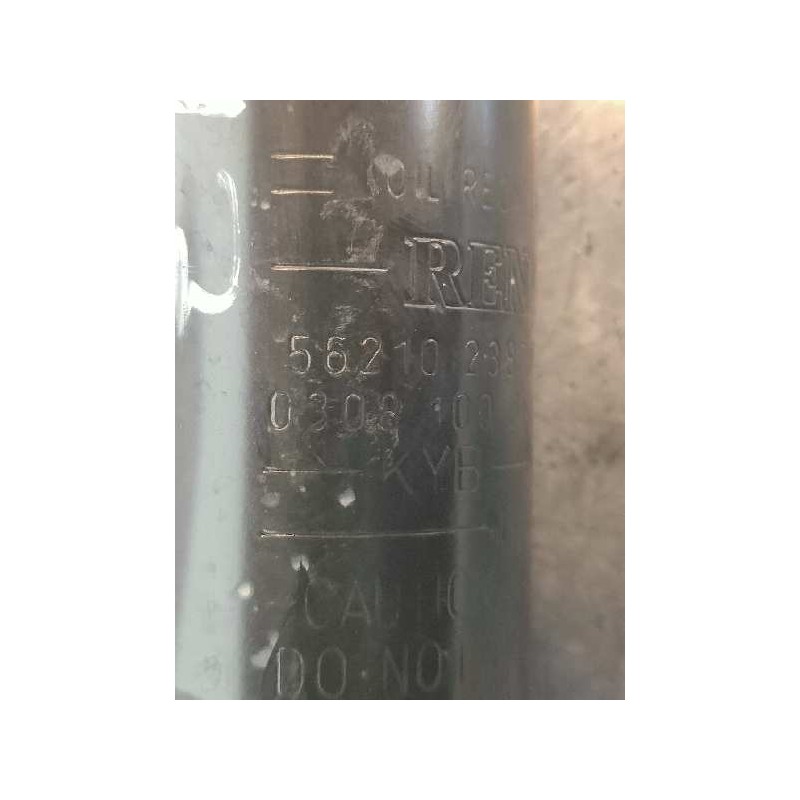 OIL RE
REN
56210 238
0308 100
KYB
CAUTIO
DO NOT